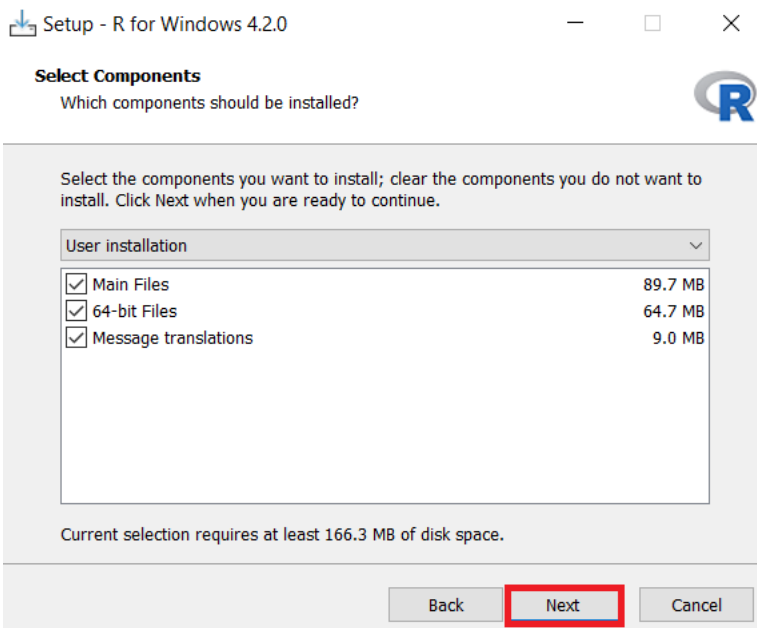 Setup - R for Windows 4.2.0
Select Components
Which components should be installed?
R
Select the components you want to install; clear the components you do not want to
install. Click Next when you are ready to continue.
User installation
Main Files 89.7 MB
64-bit Files 64.7 MB
Message translations 9.0 MB
Current selection requires at least 166.3 MB of disk space.
Back Next Cancel